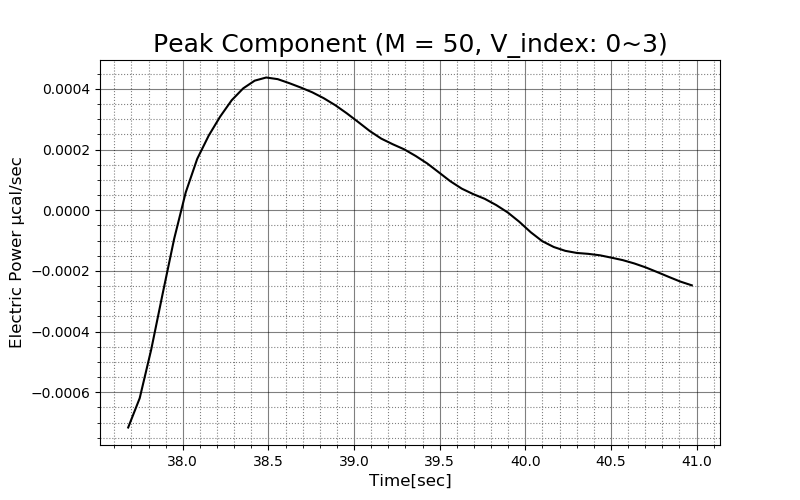 Peak Component (M = 50, V_index: 0~3)
Electric Power μcal/sec
0.0004
0.0002
0.0000
−0.0002
−0.0004
−0.0006
38.0 38.5 39.0 39.5 40.0 40.5 41.0
Time[sec]